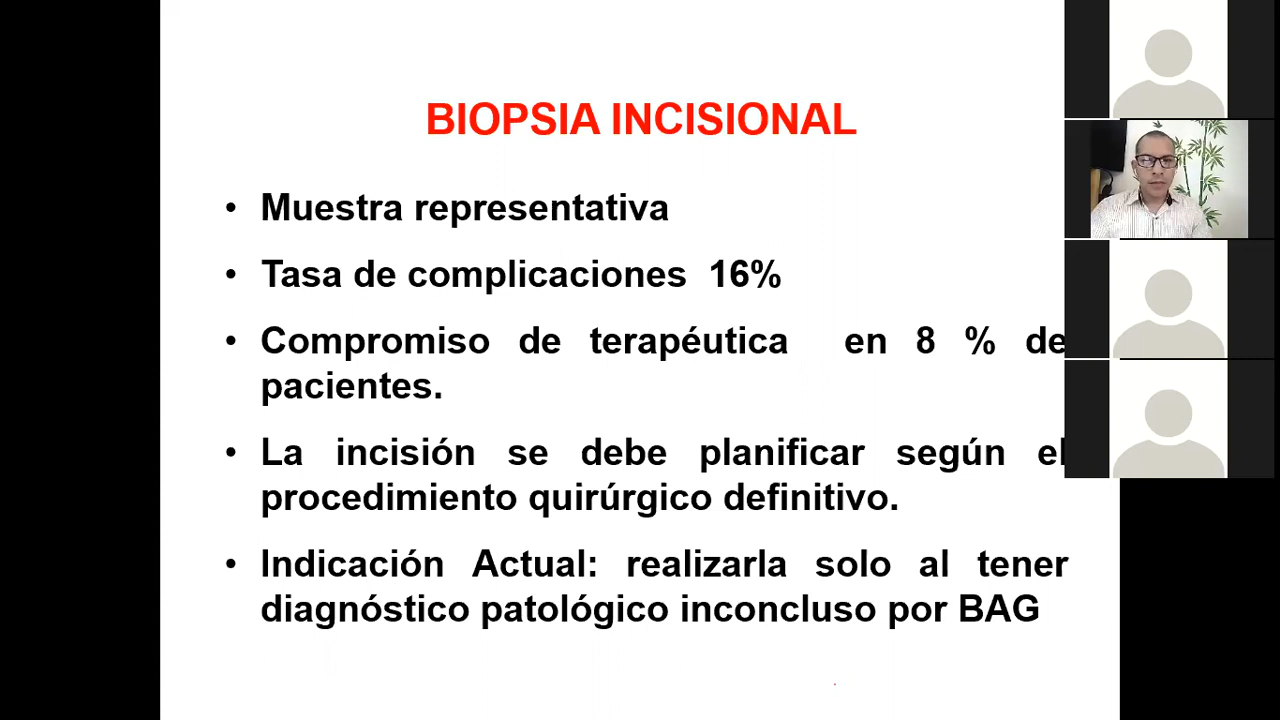 BIOPSIA INCISIONAL
• Muestra representativa
• Tasa de complicaciones 16%
• Compromiso de terapéutica en 8 % de
pacientes.
• La incisión se debe planificar según el
procedimiento quirúrgico definitivo.
• Indicación Actual: realizarla solo al tener
diagnóstico patológico inconcluso por BAG